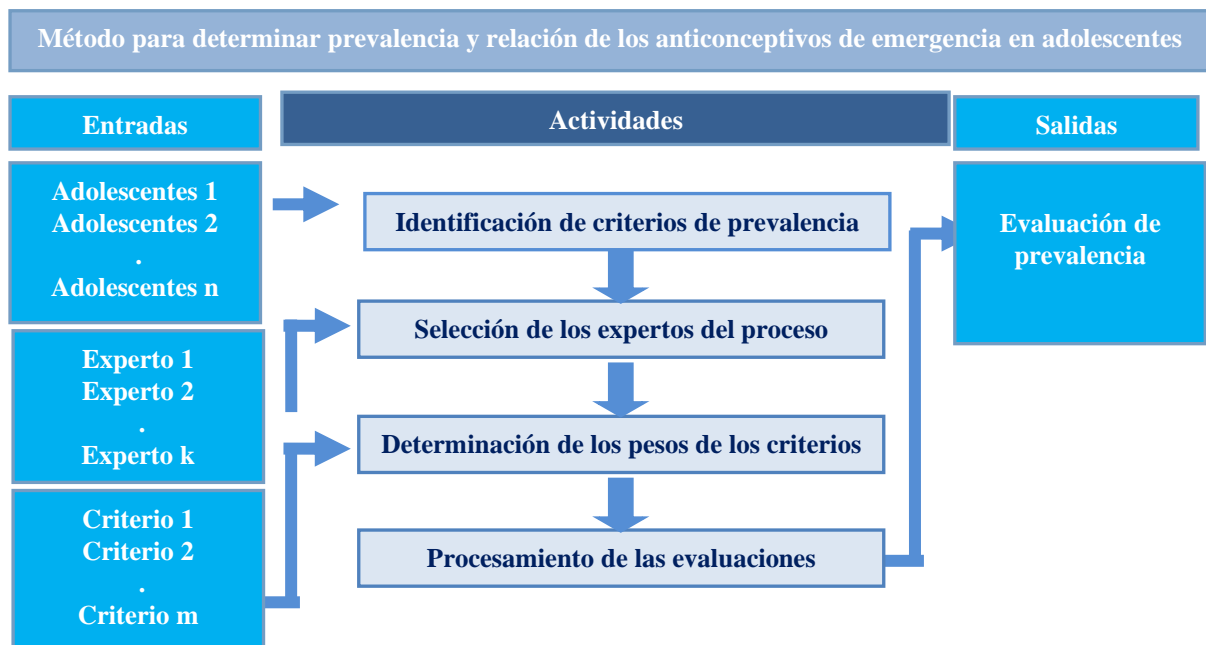 Método para determinar prevalencia y relación de los anticonceptivos de emergencia en adolescentes
Entradas
Actividades
Salidas
Adolescentes 1
Adolescentes 2
.
Adolescentes n
Experto 1
Experto 2
.
Experto k
Criterio 1
Criterio 2
.
Criterio m
Identificación de criterios de prevalencia
Selección de los expertos del proceso
Determinación de los pesos de los criterios
Procesamiento de las evaluaciones
Evaluación de
prevalencia